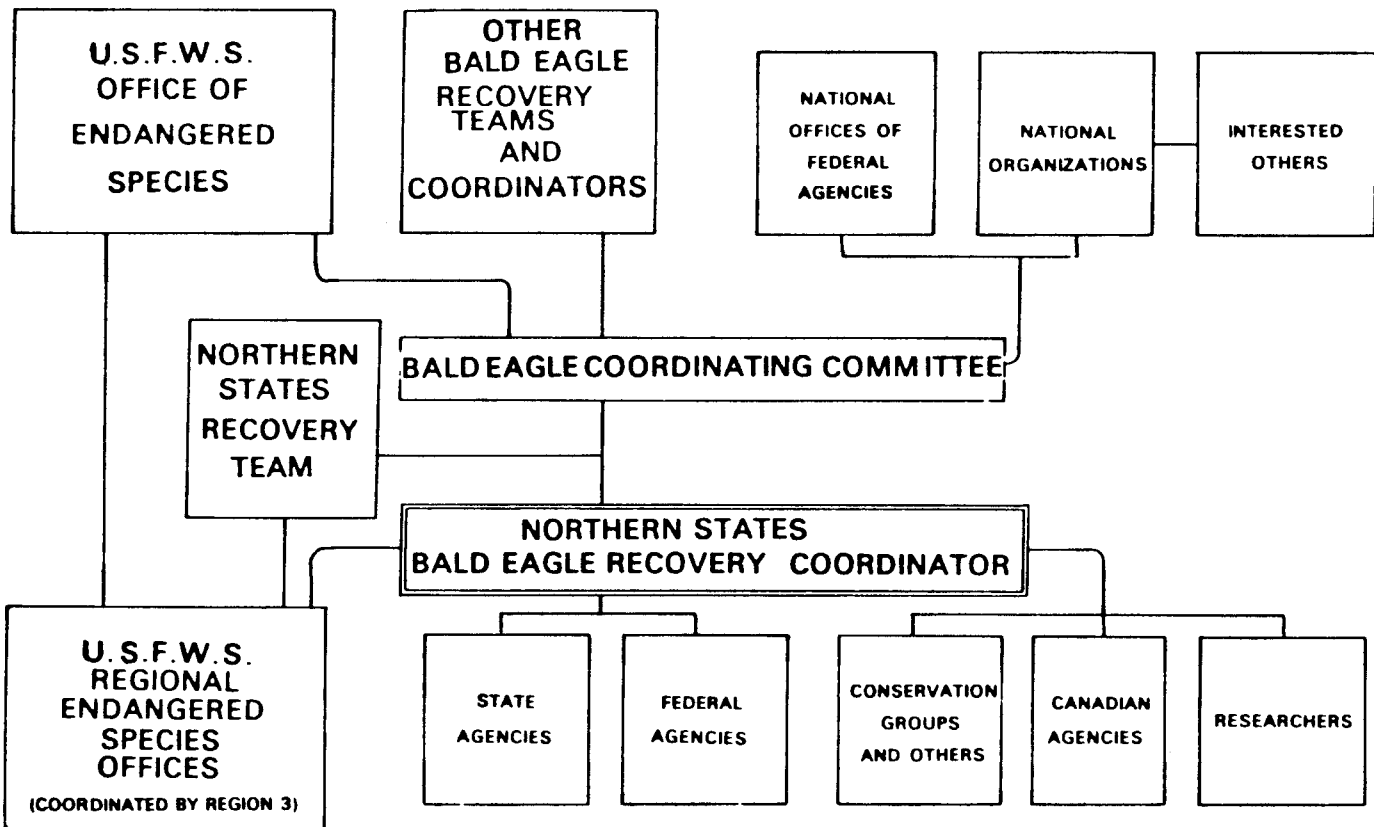 U.S.F.W.S.
OFFICE OF
ENDANGERED
SPECIES
OTHER
BALD EAGLE
RECOVERY
TEAMS
AND
COORDINATORS
NATIONAL
OFFICES OF
FEDERAL
AGENCIES
NATIONAL
ORGANIZATIONS
INTERESTED
OTHERS
NORTHERN
STATES
RECOVERY
TEAM
BALD EAGLE COORDINATING COMMITTEE
NORTHERN STATES
BALD EAGLE RECOVERY COORDINATOR
U.S.F.W.S.
REGIONAL
ENDANGERED
SPECIES
OFFICES
(COORDINATED BY REGION 3)
STATE
AGENCIES
FEDERAL
AGENCIES
CONSERVATION
GROUPS
AND OTHERS
CANADIAN
AGENCIES
RESEARCHERS